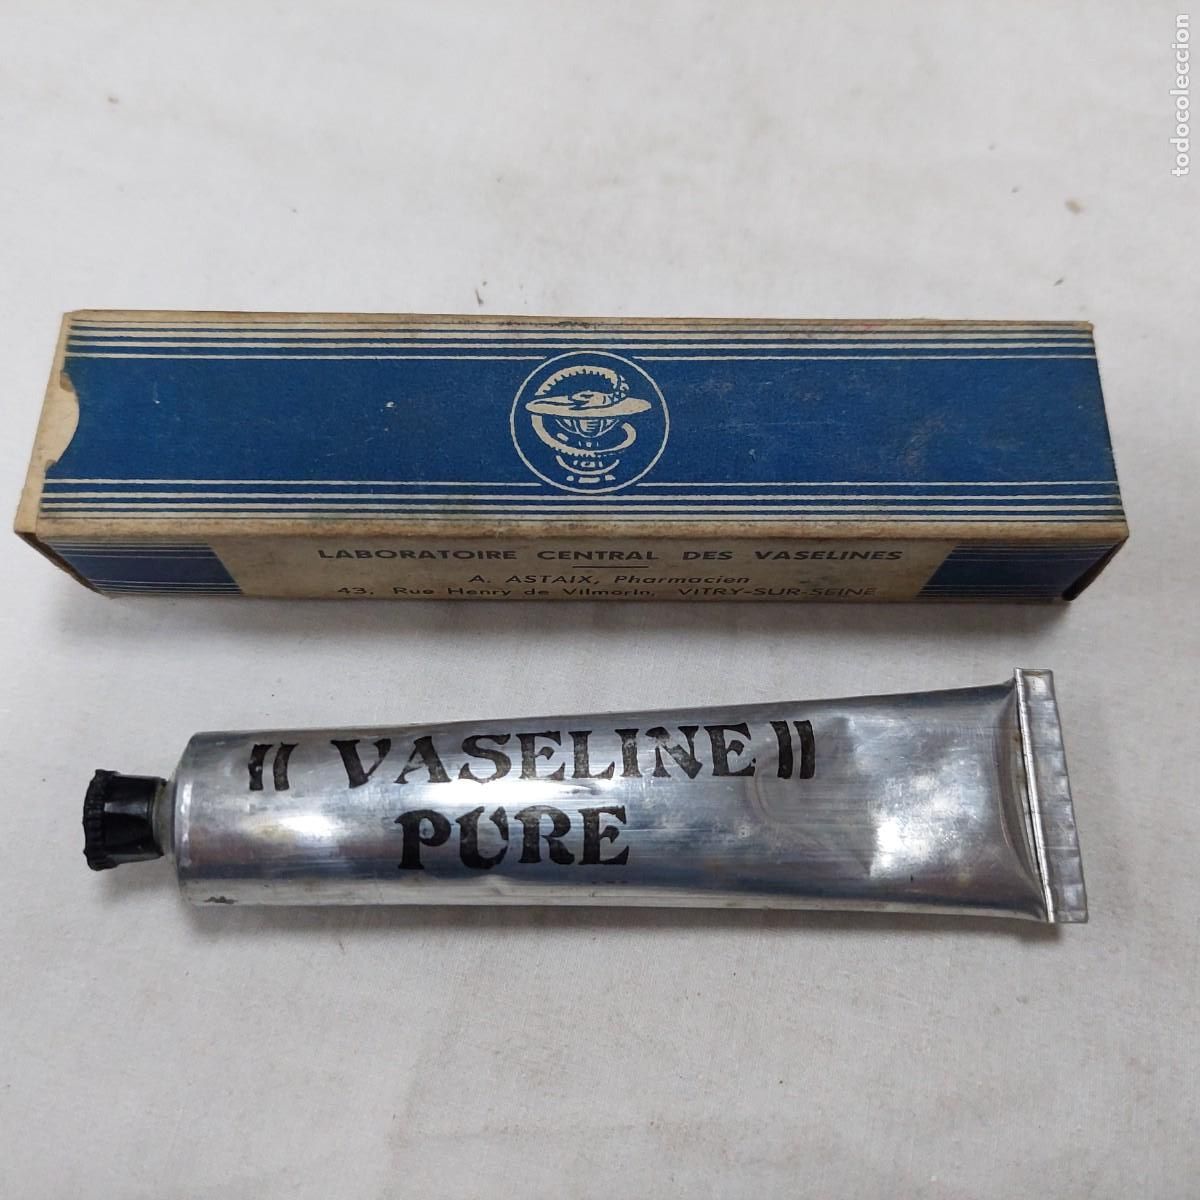 todocoleccion
LABORATOIRE CENTRAL DES VASELINES
A. ASTAIX, Pharmacien
43, Rue Henry de Vilmorin, VITRY-SUR-SEINE
VASELINE
PURE